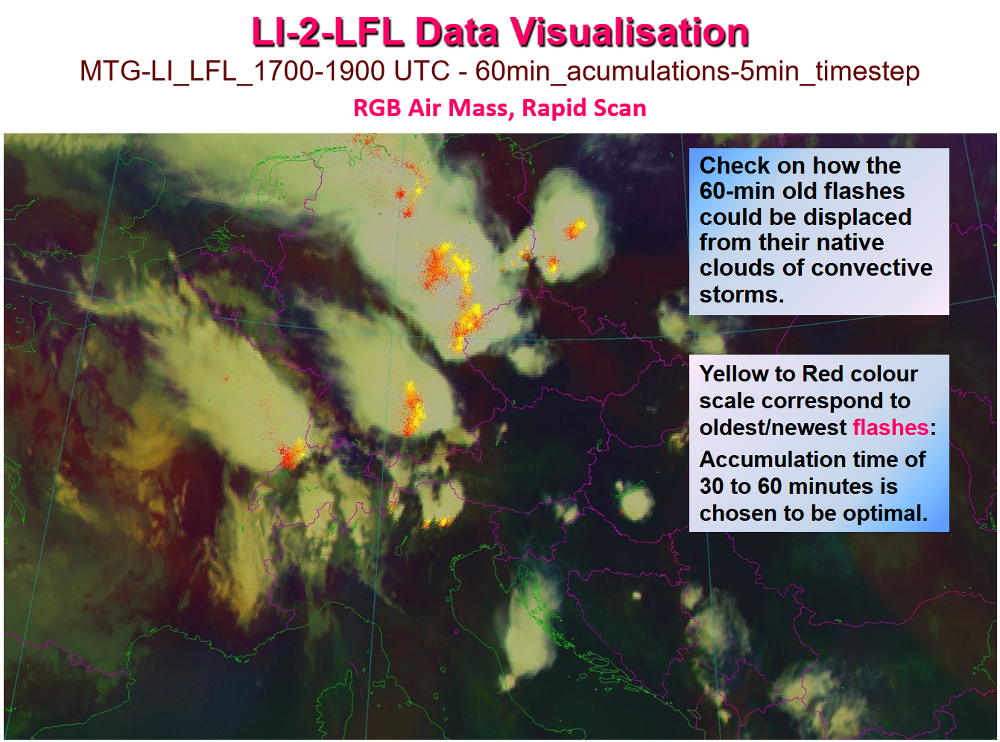 LI-2-LFL Data Visualisation
MTG-LI_LFL_1700-1900 UTC - 60min_acumulations-5min_timestep
RGB Air Mass, Rapid Scan
Check on how the
60-min old flashes
could be displaced
from their native
clouds of convective
storms.
Yellow to Red colour
scale correspond to
oldest/newest flashes:
Accumulation time of
30 to 60 minutes is
chosen to be optimal.